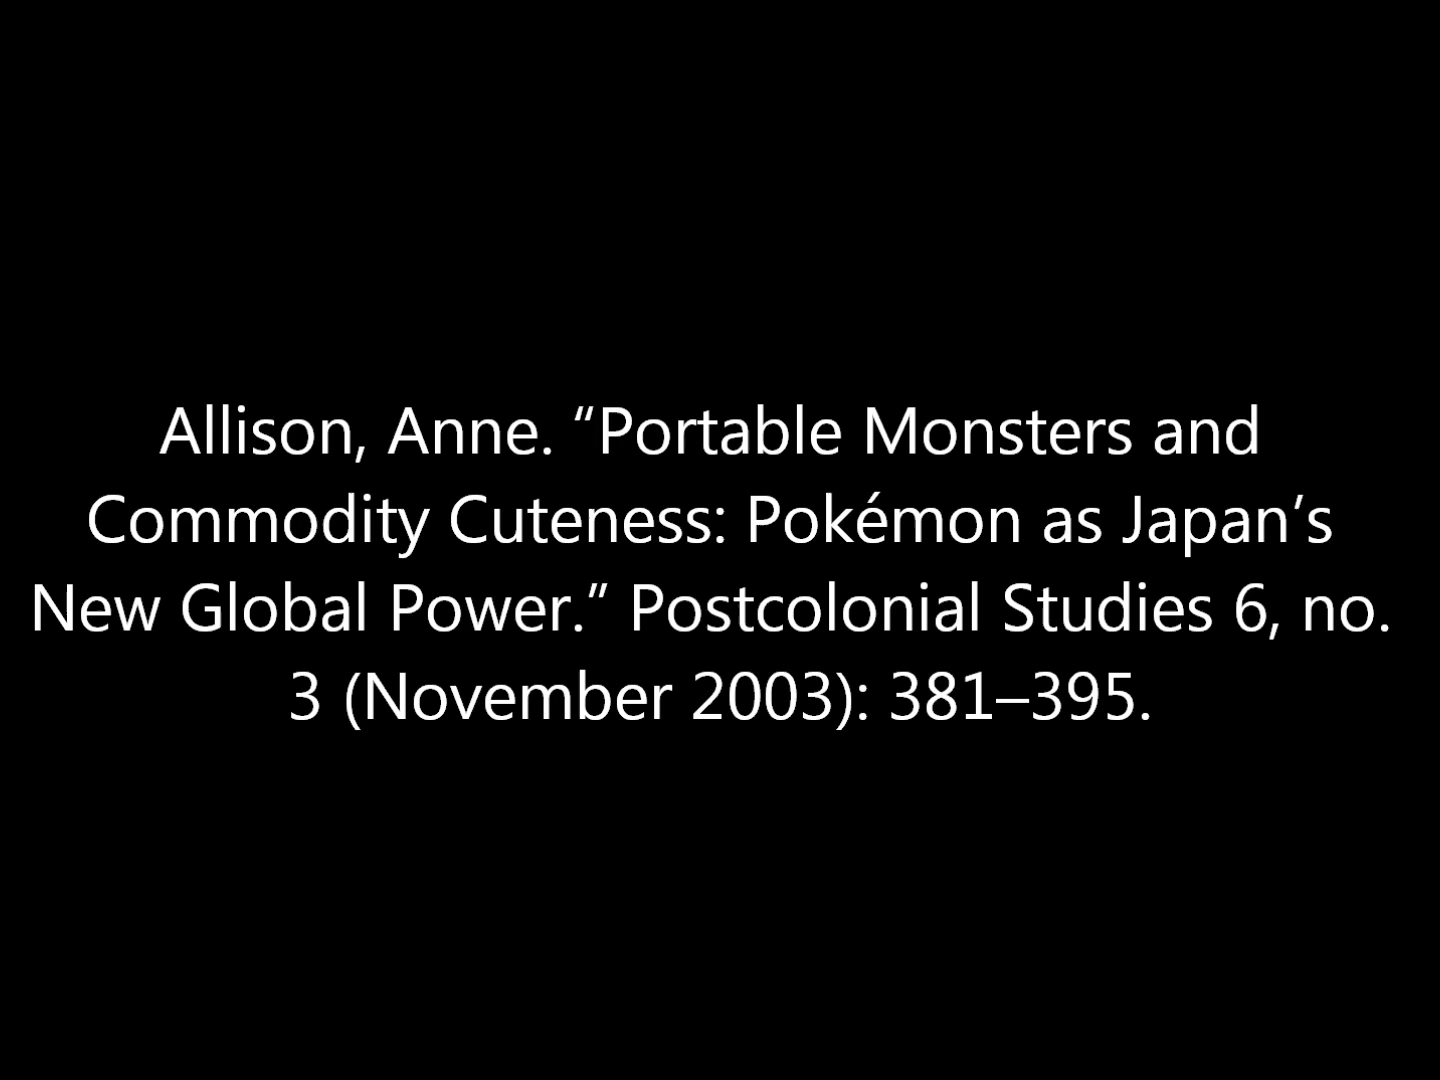 Allison, Anne. “Portable Monsters and
Commodity Cuteness: Pokémon as Japan’s
New Global Power.” Postcolonial Studies 6, no.
3 (November 2003): 381–395.